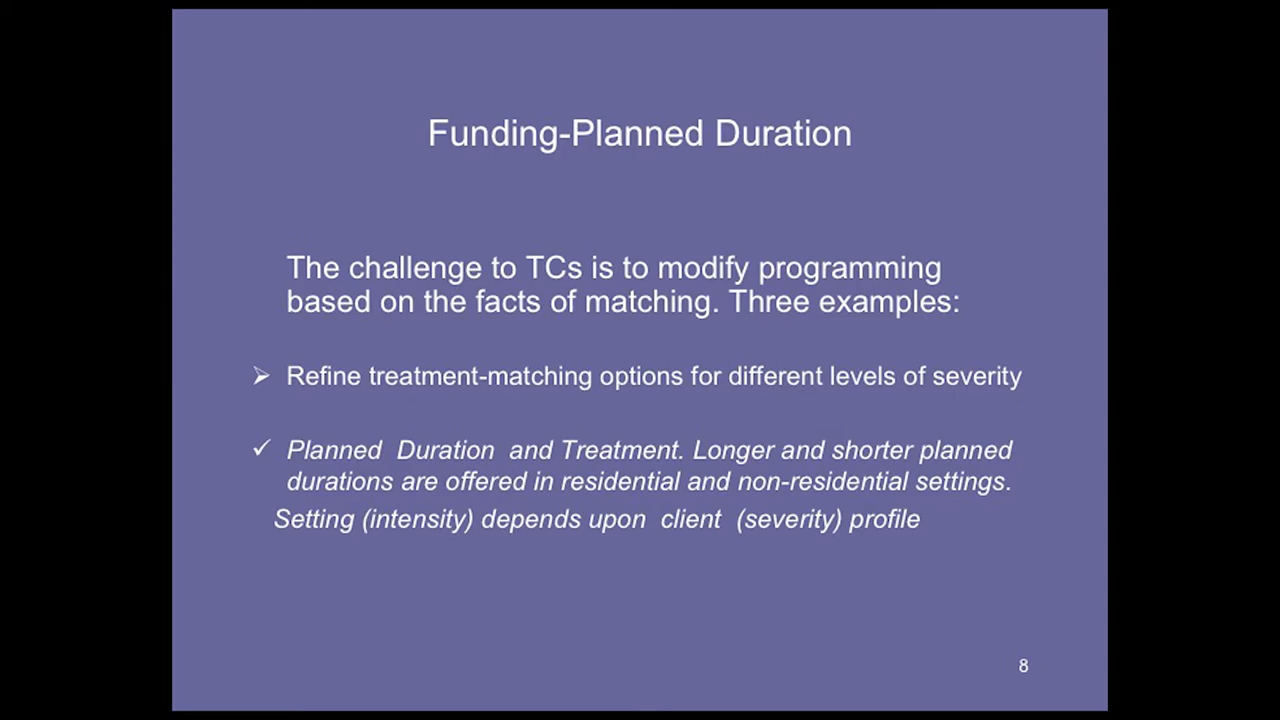 Funding-Planned Duration
The challenge to TCs is to modify programming
based on the facts of matching. Three examples:
➢ Refine treatment-matching options for different levels of severity
✓ Planned Duration and Treatment. Longer and shorter planned
durations are offered in residential and non-residential settings.
Setting (intensity) depends upon client (severity) profile
8